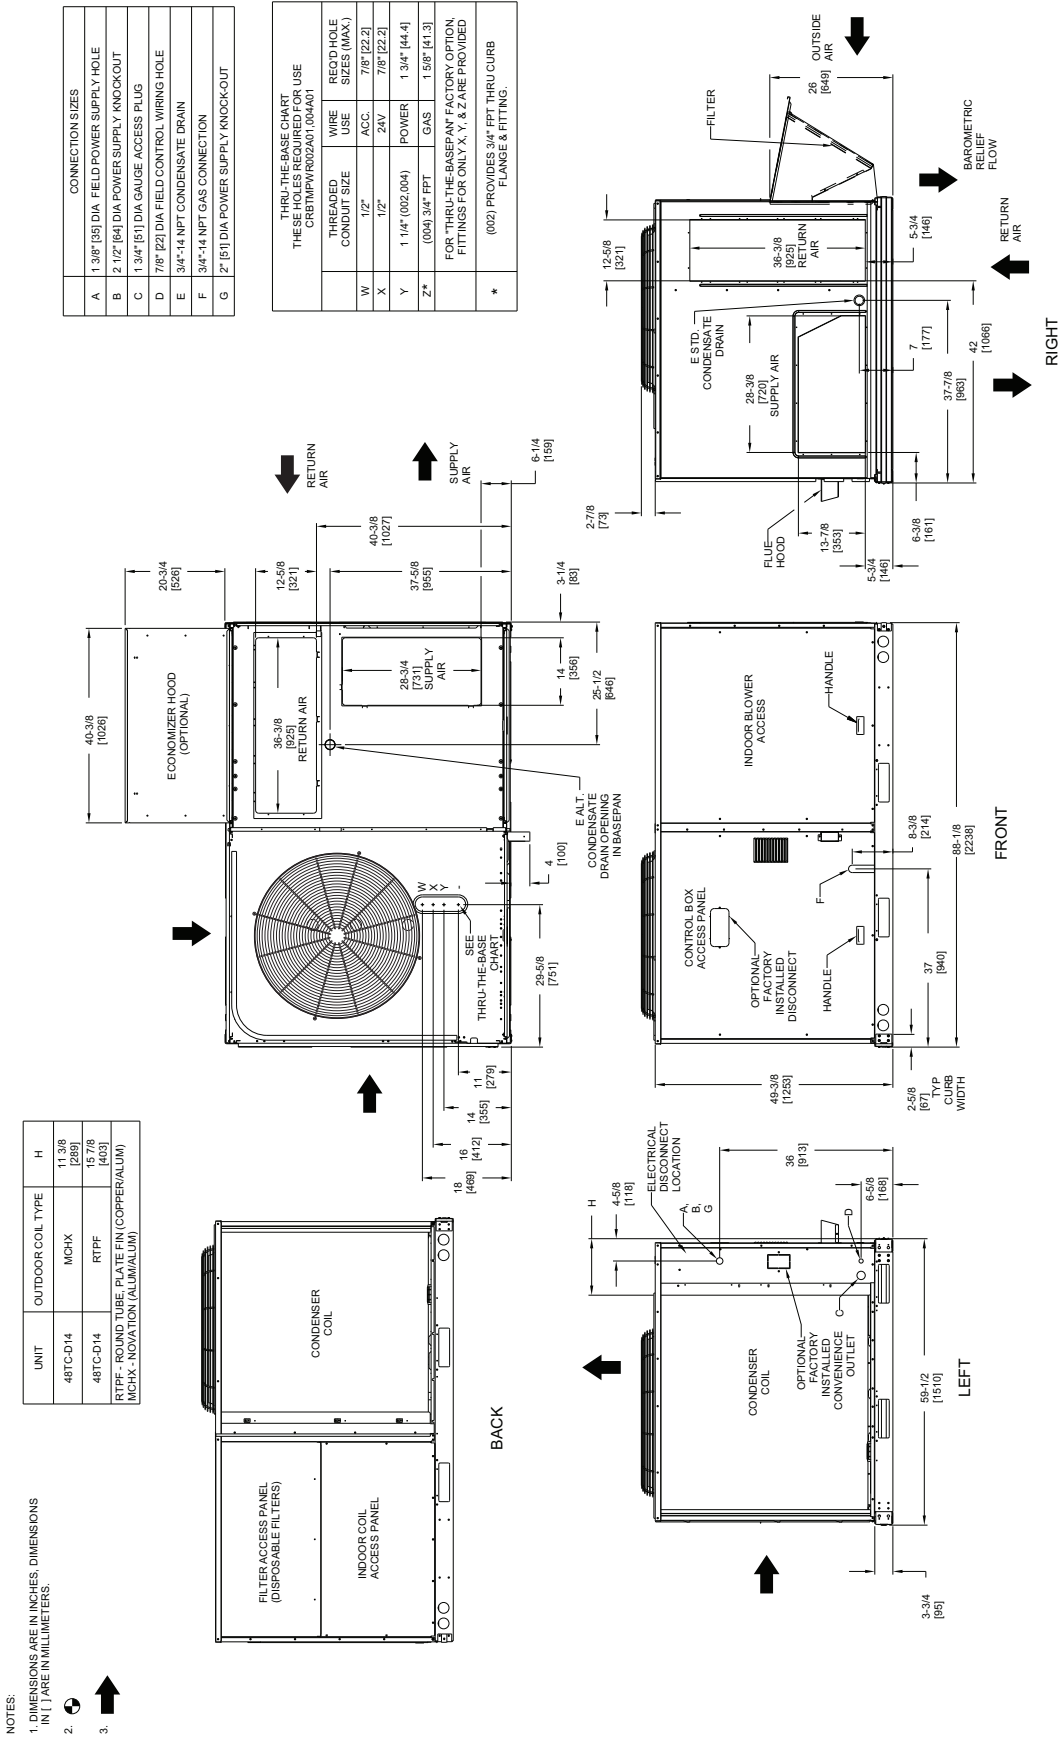 NOTES:
1. DIMENSIONS ARE IN INCHES, DIMENSIONS
IN [ ] ARE IN MILLIMETERS.
2.
3.
UNIT OUTDOOR COIL TYPE H
48TC-D14 MCHX 11 3/8
[289]
48TC-D14 RTPF 15 7/8
[403]
RTPF - ROUND TUBE, PLATE FIN (COPPER/ALUM)
MCHX - NOVATION (ALUM/ALUM)
CONNECTION SIZES
A 1 3/8" [35] DIA FIELD POWER SUPPLY HOLE
B 2 1/2" [64] DIA POWER SUPPLY KNOCKOUT
C 1 3/4" [51] DIA GAUGE ACCESS PLUG
D 7/8" [22] DIA FIELD CONTROL WIRING HOLE
E 3/4"-14 NPT CONDENSATE DRAIN
F 3/4"-14 NPT GAS CONNECTION
G 2" [51] DIA POWER SUPPLY KNOCK-OUT
THRU-THE-BASE CHART
THESE HOLES REQUIRED FOR USE
CRBTMPWR002A01,004A01
THREADED
CONDUIT SIZE
WIRE
USE
REQ'D HOLE
SIZES (MAX.)
W 1/2" ACC. 7/8" [22.2]
X 1/2" 24V 7/8" [22.2]
Y 1 1/4" (002,004) POWER 1 3/4" [44.4]
Z* (004) 3/4" FPT GAS 1 5/8" [41.3]
FOR "THRU-THE-BASEPAN" FACTORY OPTION,
FITTINGS FOR ONLY X, Y, & Z ARE PROVIDED
* (002) PROVIDES 3/4" FPT THRU CURB
FLANGE & FITTING.
FILTER ACCESS PANEL
(DISPOSABLE FILTERS)
INDOOR COIL
ACCESS PANEL
CONDENSER
COIL
BACK
40-3/8
[1026]
20-3/4
[526]
ECONOMIZER HOOD
(OPTIONAL)
36-3/8
[925]
RETURN AIR
12-5/8
[321]
40-3/8
[1027]
37-5/8
[955]
28-3/4
[731]
SUPPLY
AIR
RETURN
AIR
SUPPLY
AIR
6-1/4
[159]
3-1/4
[83]
14
[356]
25-1/2
[646]
E ALT.
CONDENSATE
DRAIN OPENING
IN BASEPAN
4
[100]
W
X
Y
-
SEE
THRU-THE-BASE
CHART
29-5/8
[751]
11
[279]
14
[355]
16
[412]
18
[469]
H
4-5/8
[118]
ELECTRICAL
DISCONNECT
LOCATION
A,
B,
G
36
[913]
6-5/8
[168]
D
C
CONDENSER
COIL
OPTIONAL
FACTORY
INSTALLED
CONVENIENCE
OUTLET
59-1/2
[1510]
3-3/4
[95]
LEFT
CONTROL BOX
ACCESS PANEL
OPTIONAL
FACTORY
INSTALLED
DISCONNECT
HANDLE
F
INDOOR BLOWER
ACCESS
HANDLE
49-3/8
[1253]
2-5/8
[67]
TYP
CURB
WIDTH
37
[940]
8-3/8
[214]
88-1/8
[2238]
FRONT
2-7/8
[73]
FLUE
HOOD
13-7/8
[353]
5-3/4
[146]
6-3/8
[161]
28-3/8
[720]
SUPPLY AIR
E STD.
CONDENSATE
DRAIN
12-5/8
[321]
36-3/8
[925]
RETURN
AIR
7
[177]
37-7/8
[963]
42
[1066]
5-3/4
[146]
FILTER
26
[649]
OUTSIDE
AIR
BAROMETRIC
RELIEF
FLOW
RETURN
AIR
RIGHT